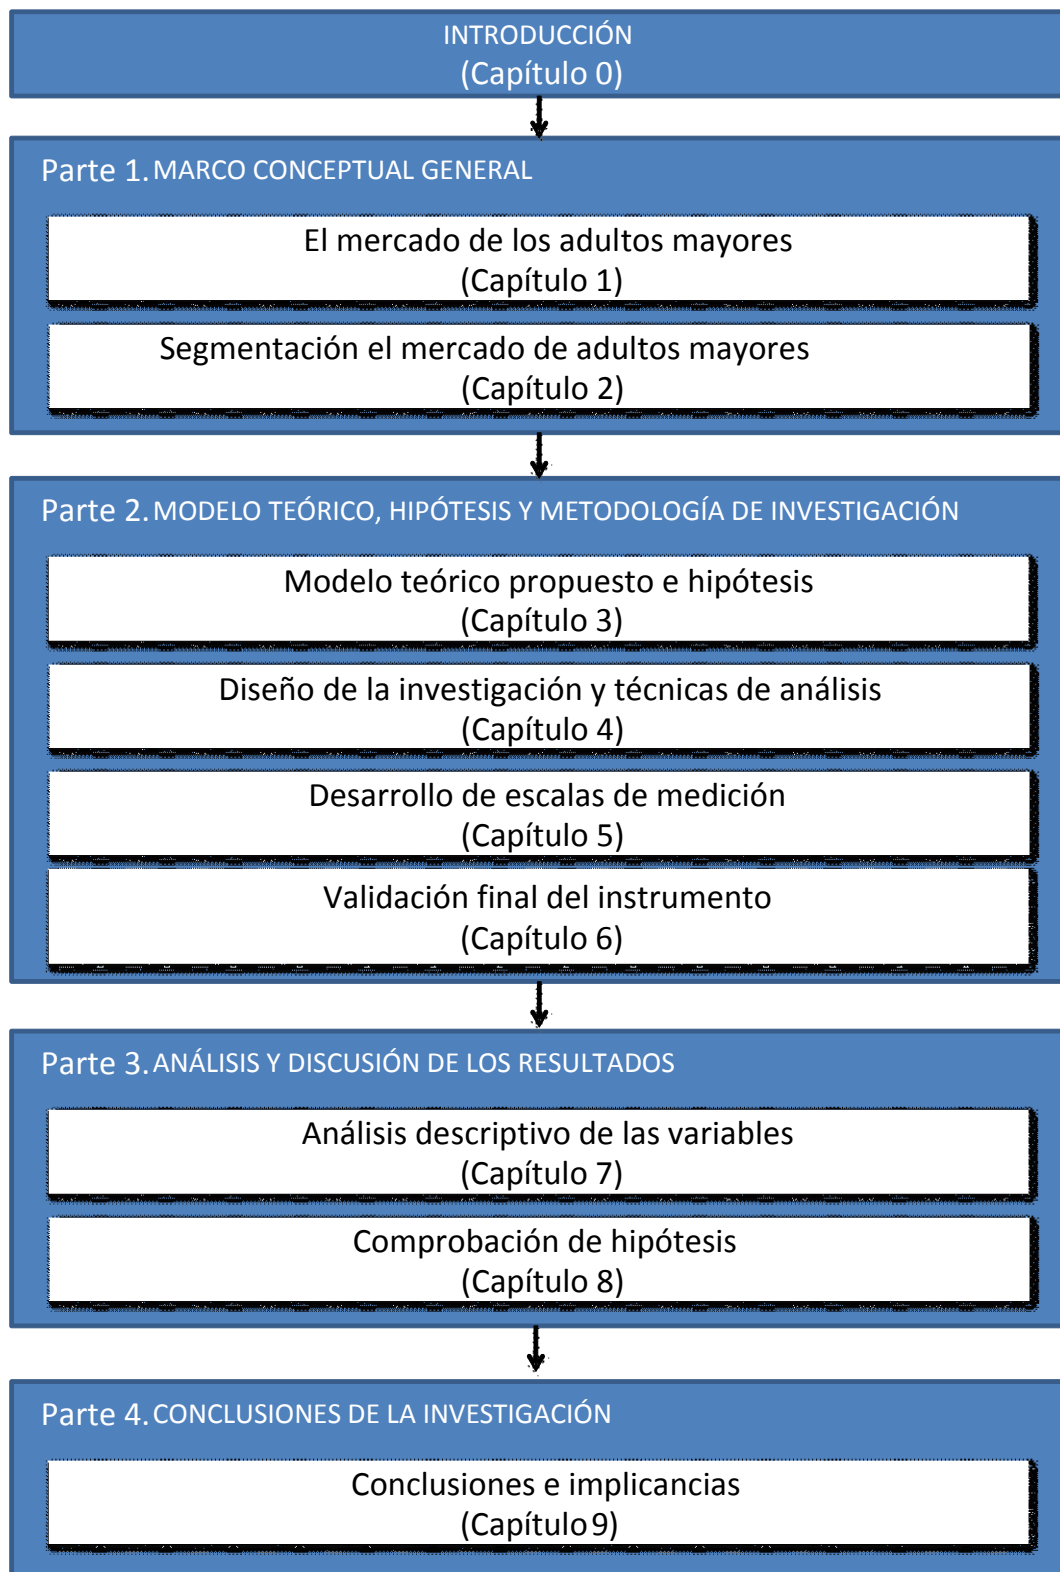 INTRODUCCIÓN
(Capítulo 0)
Parte 1. MARCO CONCEPTUAL GENERAL
El mercado de los adultos mayores
(Capítulo 1)
Segmentación el mercado de adultos mayores
(Capítulo 2)
Parte 2. MODELO TEÓRICO, HIPÓTESIS Y METODOLOGÍA DE INVESTIGACIÓN
Modelo teórico propuesto e hipótesis
(Capítulo 3)
Diseño de la investigación y técnicas de análisis
(Capítulo 4)
Desarrollo de escalas de medición
(Capítulo 5)
Validación final del instrumento
(Capítulo 6)
Parte 3. ANÁLISIS Y DISCUSIÓN DE LOS RESULTADOS
Análisis descriptivo de las variables
(Capítulo 7)
Comprobación de hipótesis
(Capítulo 8)
Parte 4. CONCLUSIONES DE LA INVESTIGACIÓN
Conclusiones e implicancias
(Capítulo 9)